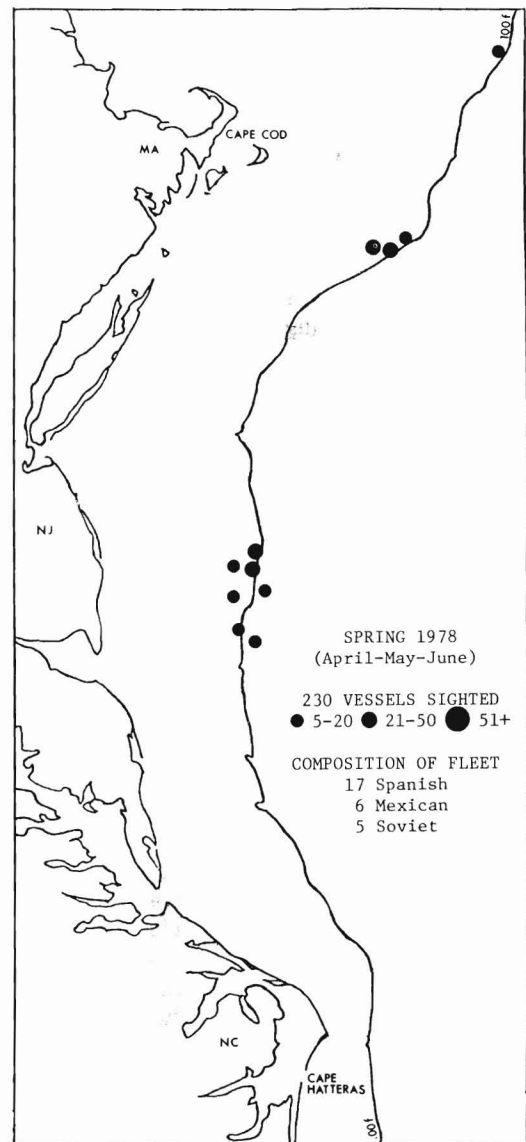 100f
CAPE COD
MA
NJ
SPRING 1978
(April-May-June)
230 VESSELS SIGHTED
5-20 21-50 51+
COMPOSITION OF FLEET
17 Spanish
6 Mexican
5 Soviet
NC
CAPE
HATTERAS